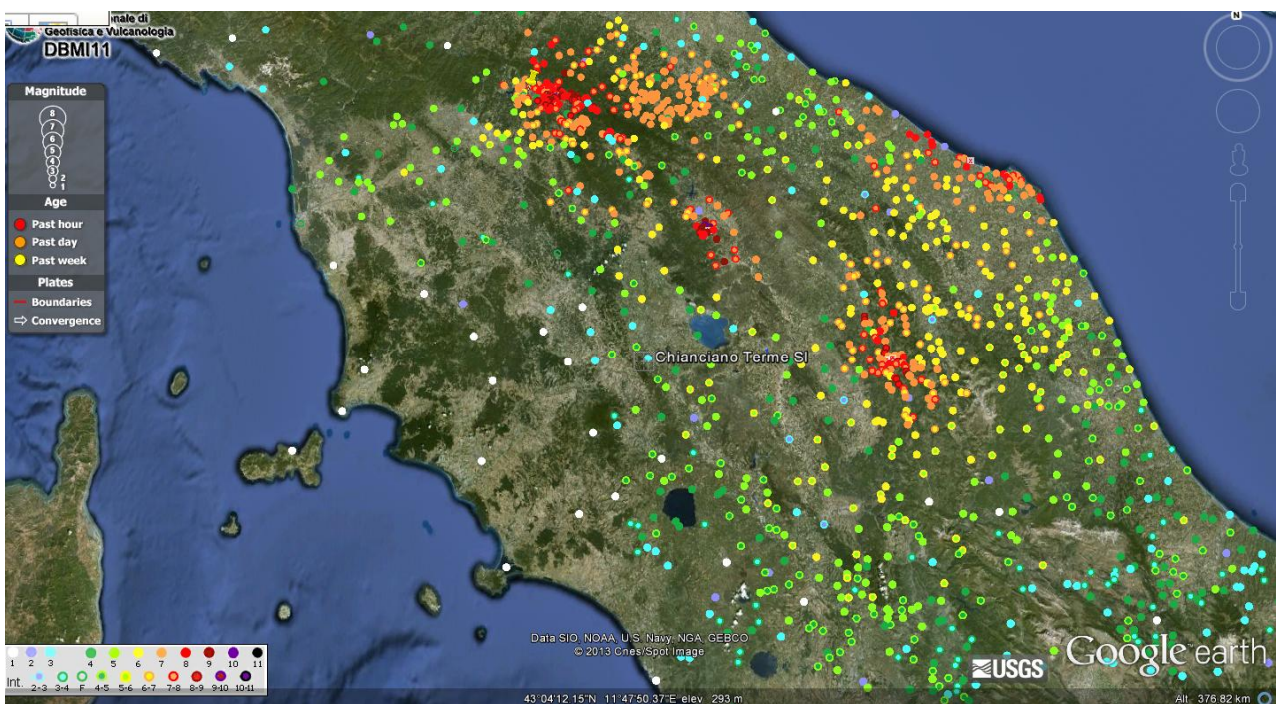 nale di
Geofisica e Vulcanologia
DBMI11
N
Magnitude
8
7
6
5
4
3
2
1
Age
Past hour
Past day
Past week
Plates
Boundaries
Convergence
Chianciano Terme SI
Data SIO, NOAA, U.S. Navy, NGA, GEBCO
© 2013 Cnes/Spot Image
USGS
Google earth
1 2 3 4 5 6 7 8 9 10 11
Int. 2-3 3-4 F 4-5 5-6 6-7 7-8 8-9 9-10 10-11
43°04'12.15"N 11°47'50.37"E elev 293 m
Alt 376.82 km